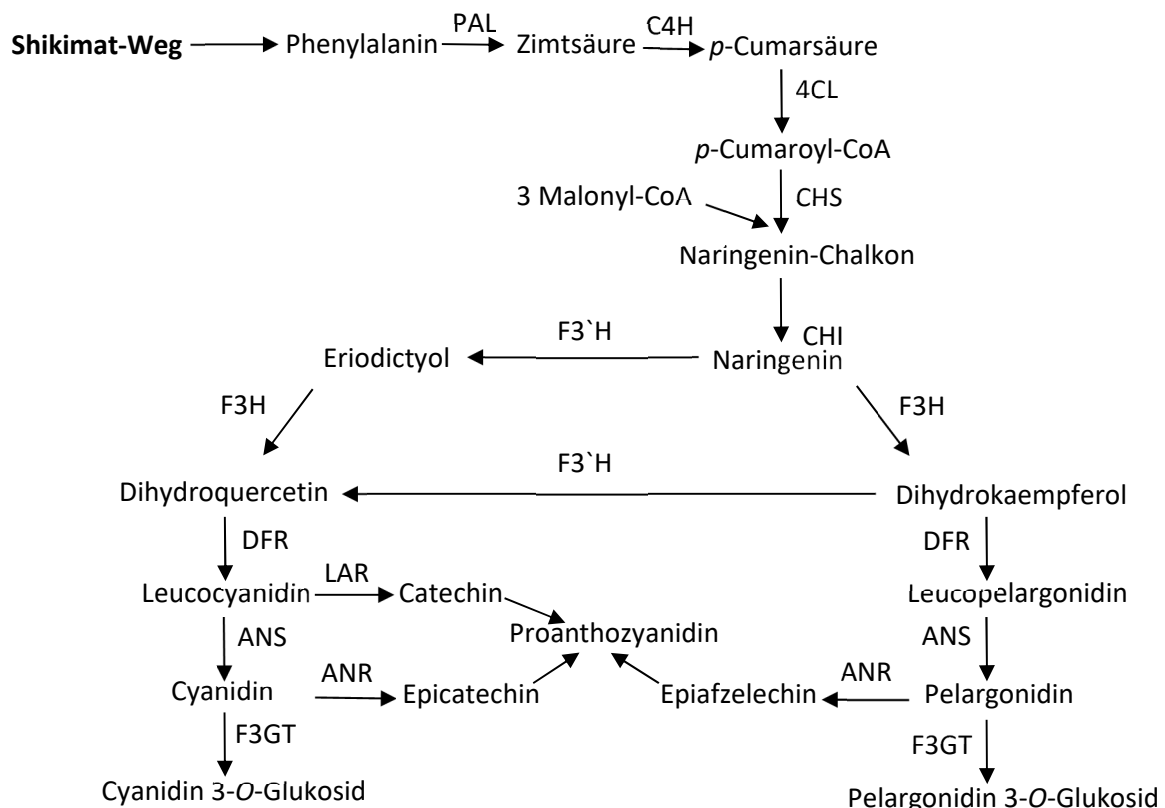 Shikimat-Weg Phenylalanin PAL Zimtsäure C4H p-Cumarsäure
4CL
p-Cumaroyl-CoA
3 Malonyl-CoA CHS
Naringenin-Chalkon
CHI
Eriodictyol F3`H Naringenin
F3H F3H
F3`H
Dihydroquercetin Dihydrokaempferol
DFR DFR
Leucocyanidin LAR Catechin Leucopelargonidin
Proanthozyanidin
ANS ANS
Cyanidin ANR Epicatechin Epiafzelechin ANR Pelargonidin
F3GT F3GT
Cyanidin 3-O-Glukosid Pelargonidin 3-O-Glukosid